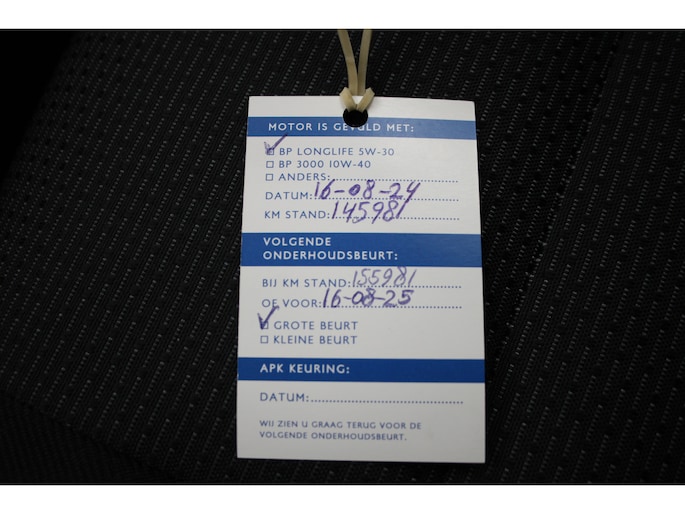 MOTOR IS GEVULD MET:
BP LONGLIFE 5W-30
BP 3000 10W-40
ANDERS:
DATUM: 16-08-24
KM STAND: 145981
VOLGENDE
ONDERHOUDSBEURT:
BIJ KM STAND: 155981
OF VOOR: 16-08-25
GROTE BEURT
KLEINE BEURT
APK KEURING:
DATUM:
WIJ ZIEN U GRAAG TERUG VOOR DE
VOLGENDE ONDERHOUDSBEURT.